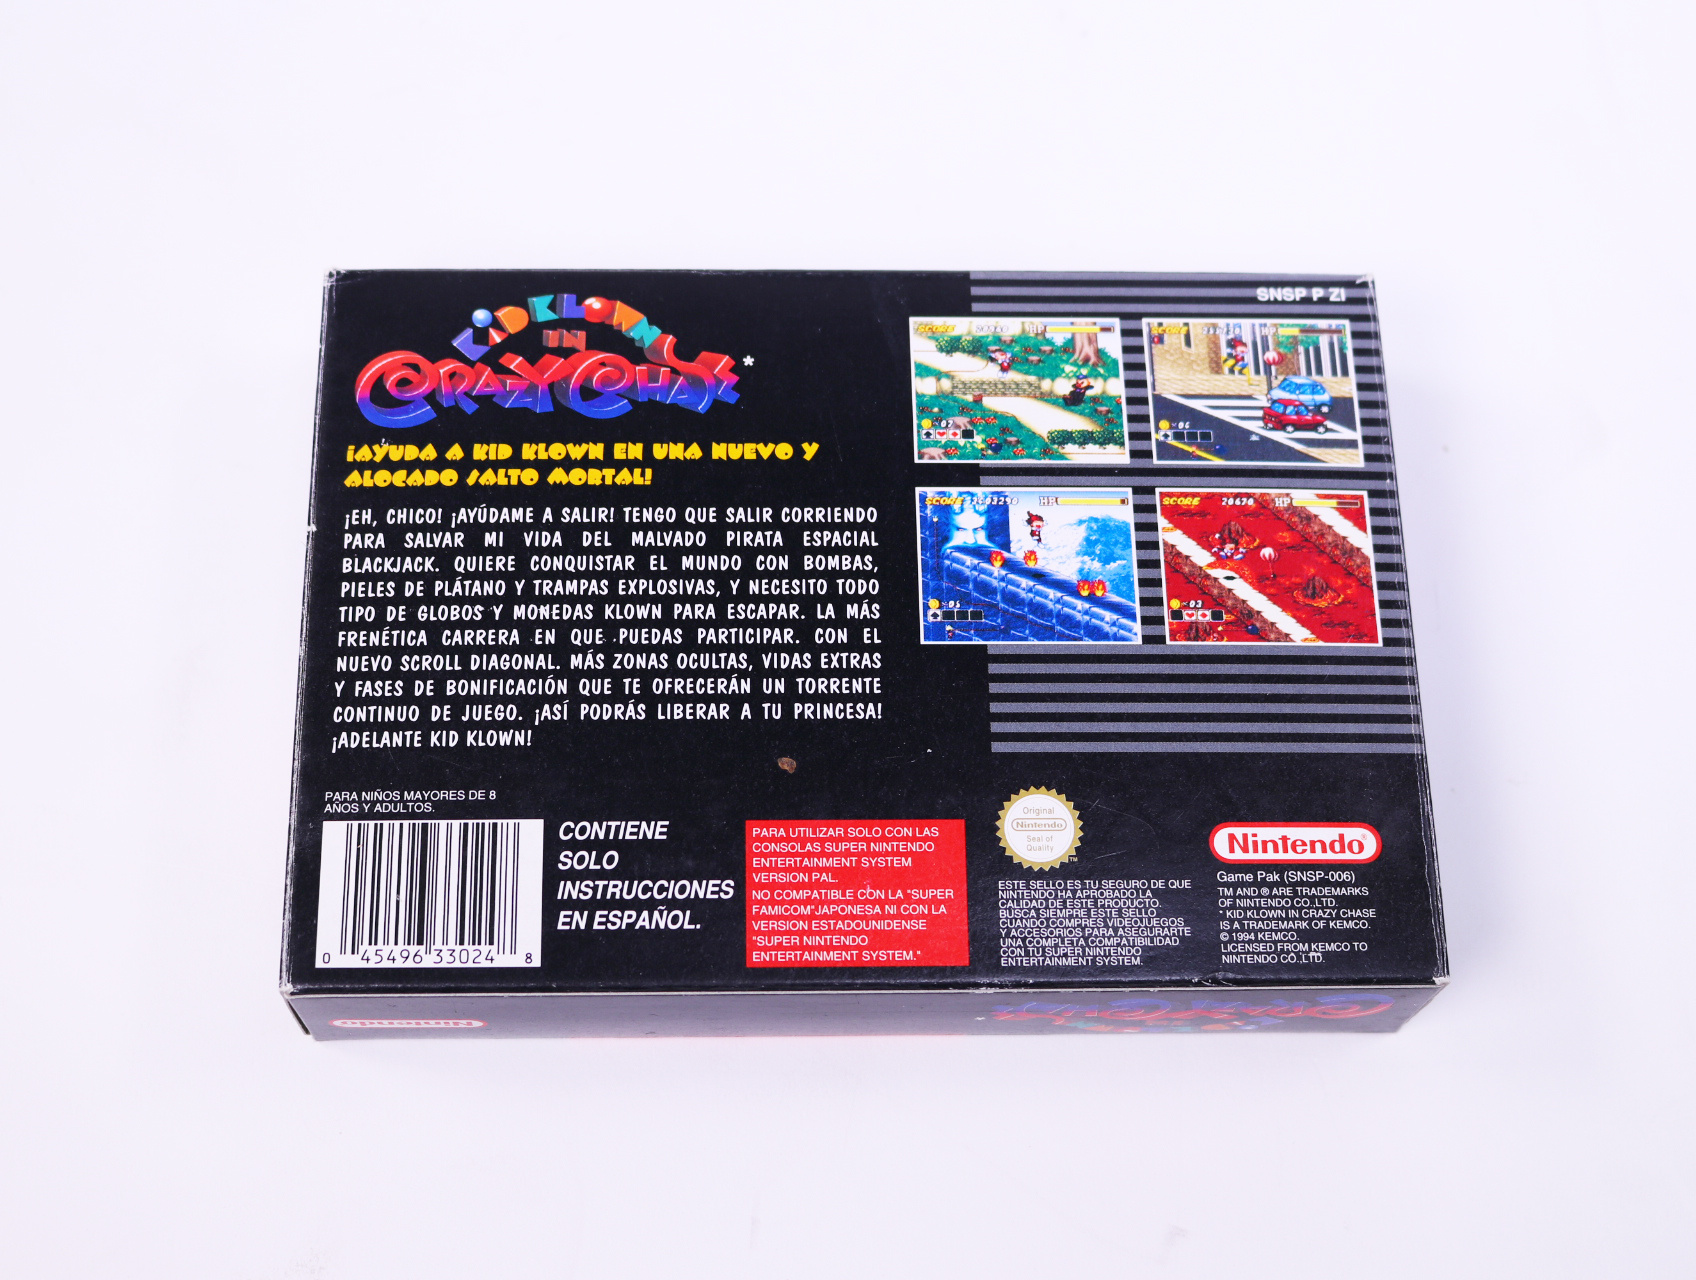 SNSP P ZI
KID KLOWN
IN
CRAZY CHASE*
¡AYUDA A KID KLOWN EN UNA NUEVO Y
ALOCADO SALTO MORTAL!
¡EH, CHICO! ¡AYÚDAME A SALIR! TENGO QUE SALIR CORRIENDO
PARA SALVAR MI VIDA DEL MALVADO PIRATA ESPACIAL
BLACKJACK. QUIERE CONQUISTAR EL MUNDO CON BOMBAS,
PIELES DE PLÁTANO Y TRAMPAS EXPLOSIVAS, Y NECESITO TODO
TIPO DE GLOBOS Y MONEDAS KLOWN PARA ESCAPAR. LA MÁS
FRENÉTICA CARRERA EN QUE PUEDAS PARTICIPAR. CON EL
NUEVO SCROLL DIAGONAL. MÁS ZONAS OCULTAS, VIDAS EXTRAS
Y FASES DE BONIFICACIÓN QUE TE OFRECERÁN UN TORRENTE
CONTINUO DE JUEGO. ¡ASÍ PODRÁS LIBERAR A TU PRINCESA!
¡ADELANTE KID KLOWN!
SCORE HP
×07
SCORE HP
×04
SCORE HP
×05
SCORE 20670 HP
×03
PARA NIÑOS MAYORES DE 8
AÑOS Y ADULTOS.
0 45496 33024 8
CONTIENE
SOLO
INSTRUCCIONES
EN ESPAÑOL.
PARA UTILIZAR SOLO CON LAS
CONSOLAS SUPER NINTENDO
ENTERTAINMENT SYSTEM
VERSION PAL.
NO COMPATIBLE CON LA "SUPER
FAMICOM"JAPONESA NI CON LA
VERSION ESTADOUNIDENSE
"SUPER NINTENDO
ENTERTAINMENT SYSTEM."
Original
Nintendo
Seal of
Quality
TM
ESTE SELLO ES TU SEGURO DE QUE
NINTENDO HA APROBADO LA
CALIDAD DE ESTE PRODUCTO.
BUSCA SIEMPRE ESTE SELLO
CUANDO COMPRES VIDEOJUEGOS
Y ACCESORIOS PARA ASEGURARTE
UNA COMPLETA COMPATIBILIDAD
CON TU SUPER NINTENDO
ENTERTAINMENT SYSTEM.
Nintendo®
Game Pak (SNSP-006)
TM AND ® ARE TRADEMARKS
OF NINTENDO CO.,LTD.
* KID KLOWN IN CRAZY CHASE
IS A TRADEMARK OF KEMCO.
© 1994 KEMCO.
LICENSED FROM KEMCO TO
NINTENDO CO.,LTD.
Nintendo